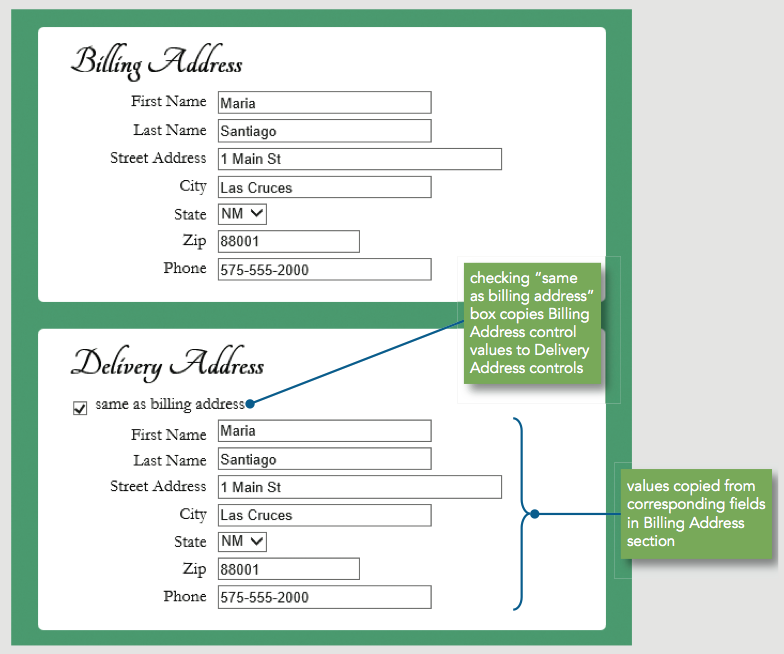 Billing Address
First Name Maria
Last Name Santiago
Street Address 1 Main St
City Las Cruces
State NM
Zip 88001
Phone 575-555-2000
checking “same
as billing address”
box copies Billing
Address control
values to Delivery
Address controls
Delivery Address
same as billing address
First Name Maria
Last Name Santiago
Street Address 1 Main St
City Las Cruces
State NM
Zip 88001
Phone 575-555-2000
values copied from
corresponding fields
in Billing Address
section